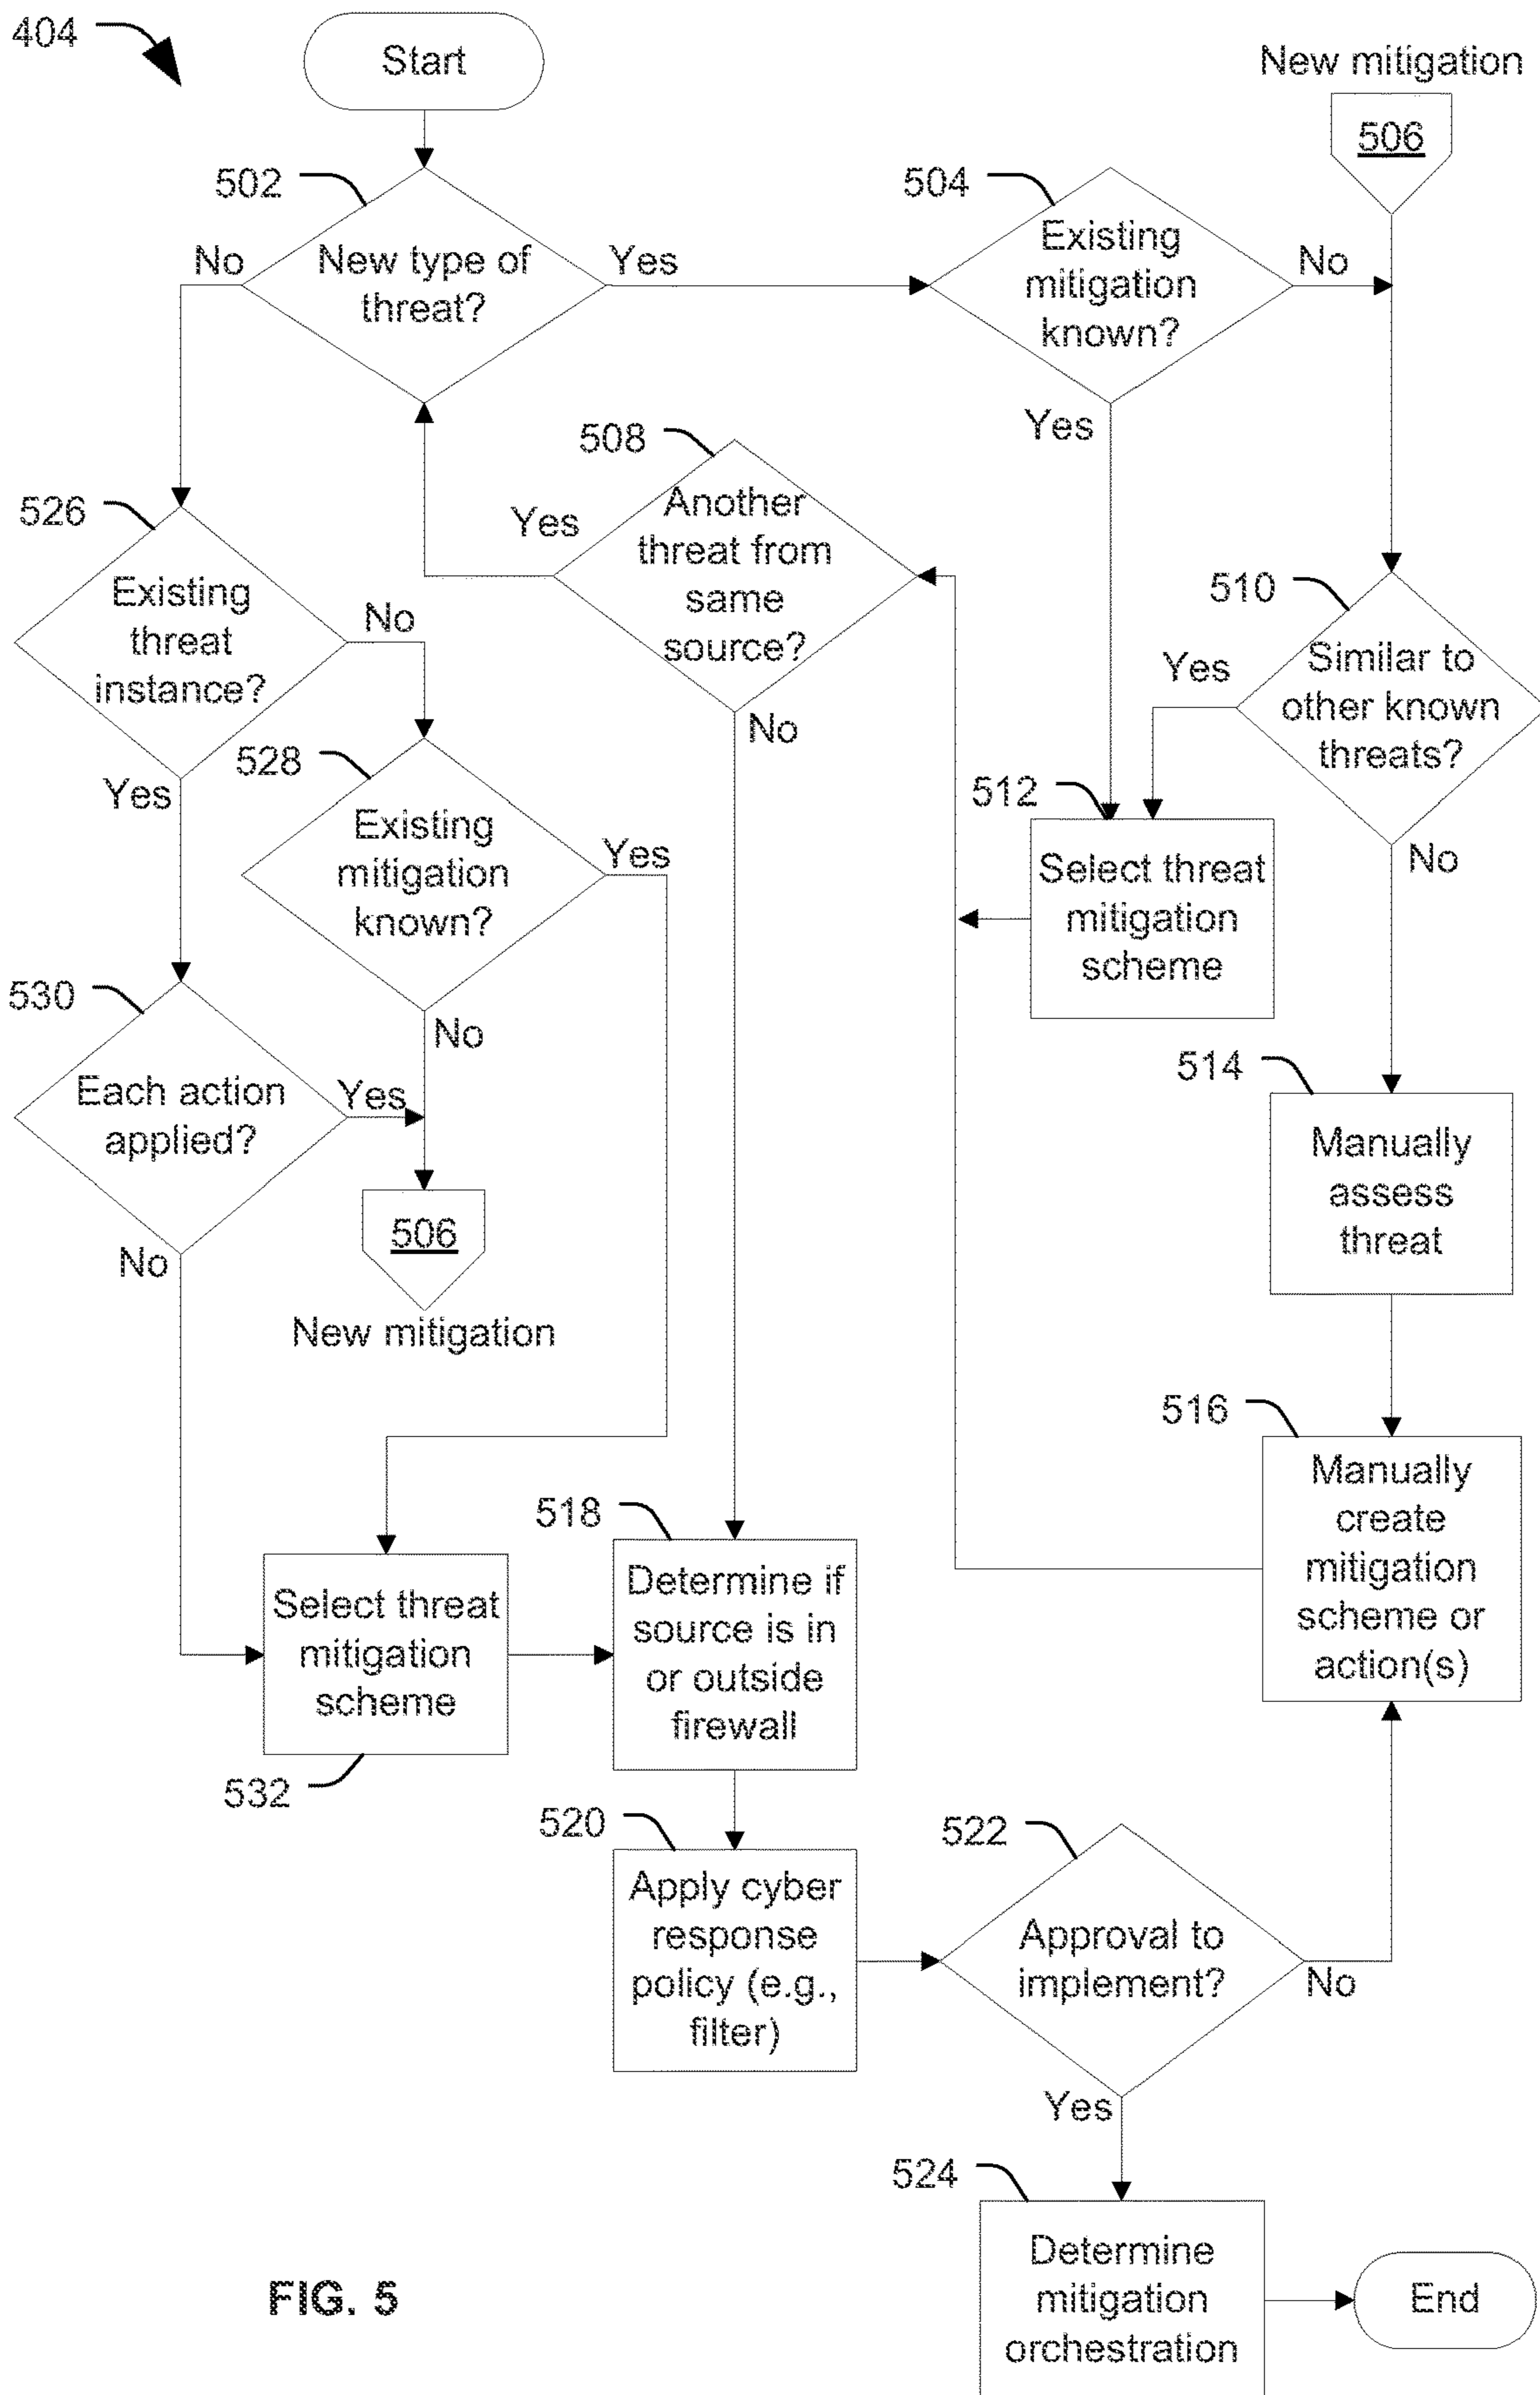 404
Start
New mitigation
506
502
New type of
threat?
No
Yes
504
Existing
mitigation
known?
No
Yes
508
Another
threat from
same
source?
Yes
No
526
Existing
threat
instance?
No
Yes
510
Similar to
other known
threats?
Yes
No
528
Existing
mitigation
known?
Yes
No
512
Select threat
mitigation
scheme
530
Each action
applied?
Yes
No
506
New mitigation
514
Manually
assess
threat
516
Manually
create
mitigation
scheme or
action(s)
518
Determine if
source is in
or outside
firewall
Select threat
mitigation
scheme
532
520
Apply cyber
response
policy (e.g.,
filter)
522
Approval to
implement?
No
Yes
524
Determine
mitigation
orchestration
End
FIG. 5